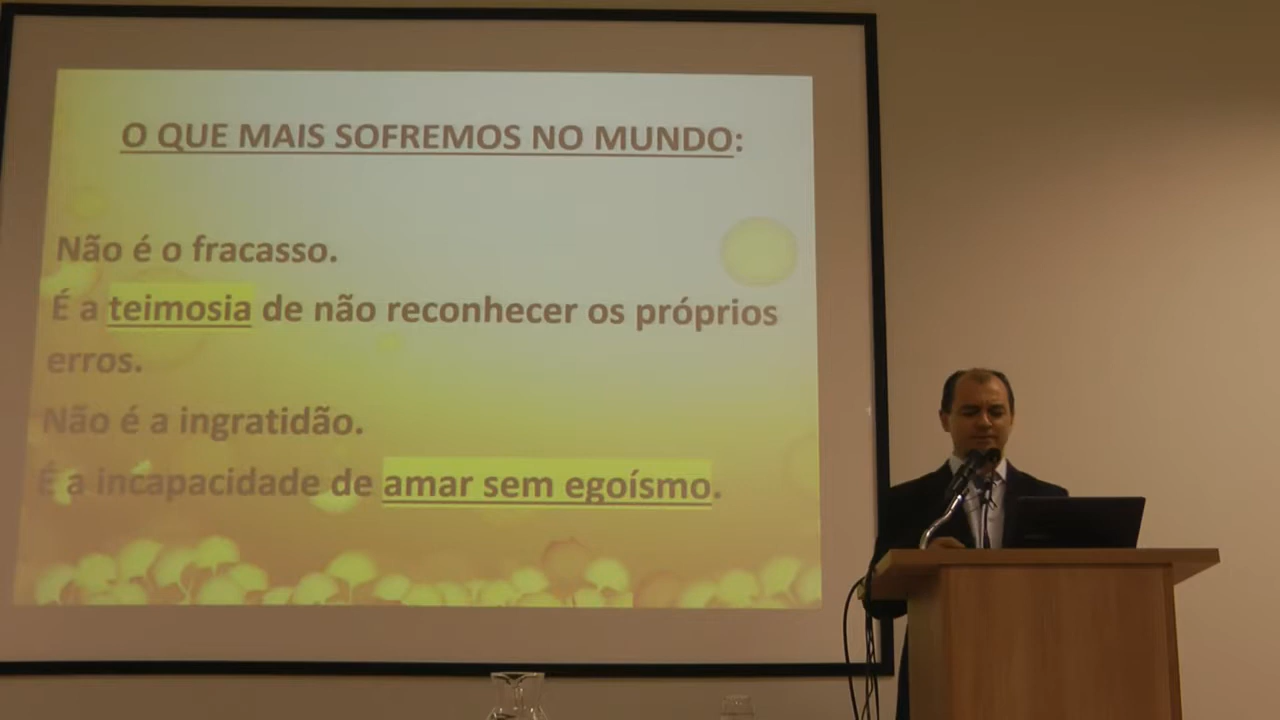 O QUE MAIS SOFREMOS NO MUNDO:
Não é o fracasso.
É a teimosia de não reconhecer os próprios
erros.
Não é a ingratidão.
É a incapacidade de amar sem egoísmo.